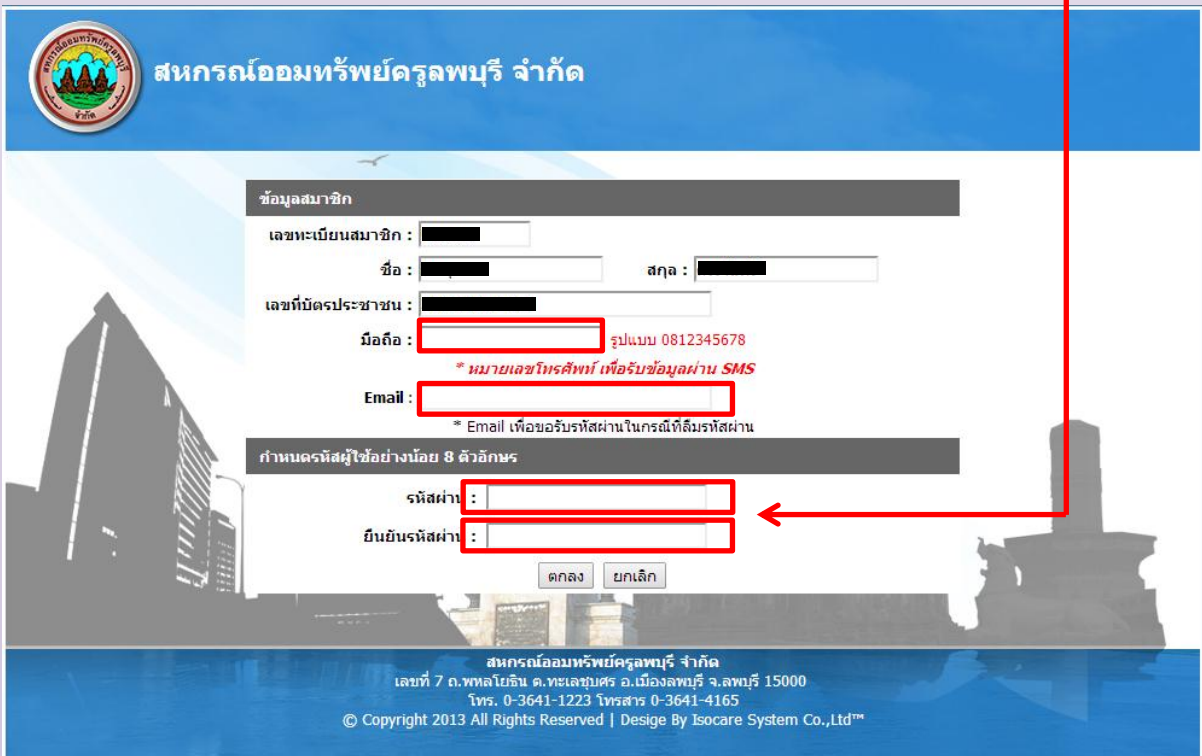 สหกรณ์ออมทรัพย์ครูลพบุรี จำกัด
ข้อมูลสมาชิก
เลขทะเบียนสมาชิก :
ชื่อ : สกุล :
เลขที่บัตรประชาชน :
มือถือ : รูปแบบ 0812345678
* หมายเลขโทรศัพท์ เพื่อรับข้อมูลผ่าน SMS
Email :
* Email เพื่อขอรับรหัสผ่านในกรณีที่ลืมรหัสผ่าน
กำหนดรหัสผู้ใช้อย่างน้อย 8 ตัวอักษร
รหัสผ่าน :
ยืนยันรหัสผ่าน :
ตกลง ยกเลิก
สหกรณ์ออมทรัพย์ครูลพบุรี จำกัด
เลขที่ 7 ถ.พหลโยธิน ต.ทะเลชุบศร อ.เมืองลพบุรี จ.ลพบุรี 15000
โทร. 0-3641-1223 โทรสาร 0-3641-4165
© Copyright 2013 All Rights Reserved | Desige By Isocare System Co.,Ltd™